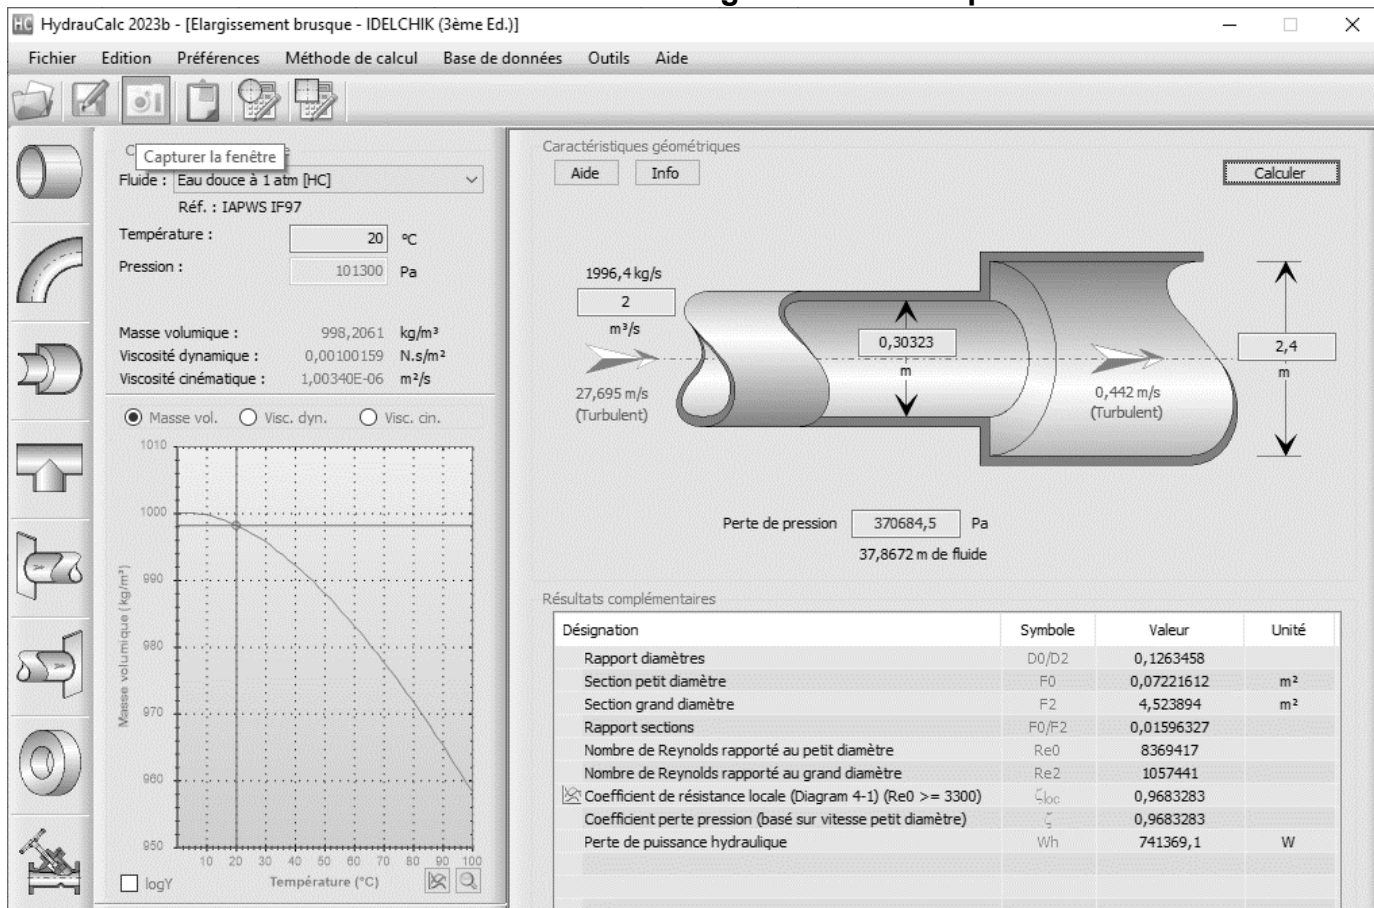 HydrauCalc 2023b - [Elargissement brusque - IDELCHIK (3ème Ed.)]
Fichier Edition Préférences Méthode de calcul Base de données Outils Aide
Capturer la fenêtre
Fluide : Eau douce à 1 atm [HC]
Réf. : IAPWS IF97
Température : 20 °C
Pression : 101300 Pa
Masse volumique : 998,2061 kg/m³
Viscosité dynamique : 0,00100159 N.s/m²
Viscosité cinématique : 1,00340E-06 m²/s
Masse vol. Visc. dyn. Visc. cin.
1010
1000
990
980
970
960
950
Masse volumique (kg/m³)
10 20 30 40 50 60 70 80 90 100
logY Température (°C)
Caractéristiques géométriques
Aide Info Calculer
1996,4 kg/s
2
m³/s
27,695 m/s
(Turbulent)
0,30323
m
0,442 m/s
(Turbulent)
2,4
m
Perte de pression 370684,5 Pa
37,8672 m de fluide
Résultats complémentaires
Désignation Symbole Valeur Unité
Rapport diamètres D0/D2 0,1263458
Section petit diamètre F0 0,07221612 m²
Section grand diamètre F2 4,523894 m²
Rapport sections F0/F2 0,01596327
Nombre de Reynolds rapporté au petit diamètre Re0 8369417
Nombre de Reynolds rapporté au grand diamètre Re2 1057441
Coefficient de résistance locale (Diagram 4-1) (Re0 >= 3300) ζloc 0,9683283
Coefficient perte pression (basé sur vitesse petit diamètre) ζ 0,9683283
Perte de puissance hydraulique Wh 741369,1 W